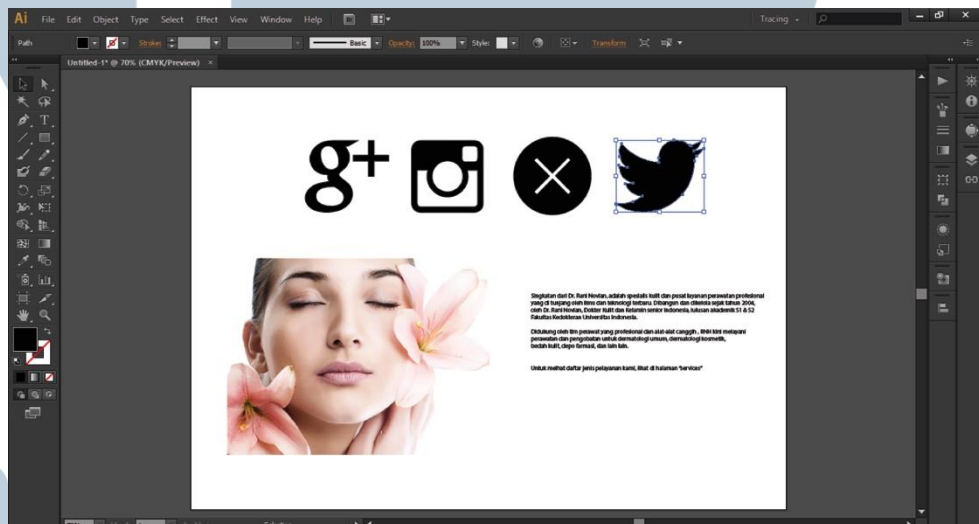 Ai File Edit Object Type Select Effect View Window Help Br Tracing
Path Stroke: Basic Opacity: 100% Style: Transform
Untitled-1* @ 70% (CMYK/Preview) ×
g+
Singkatan dari Dr. Rani Novian, adalah spesialis kulit dan pusat layanan perawatan profesional
yang di tunjang oleh ilmu dan teknologi terbaru. Dibangun dan dikelola sejak tahun 2004,
oleh Dr. Rani Novian, Dokter Kulit dan Kelamin senior Indonesia, lulusan akademik S1 & S2
Fakultas Kedokteran Universitas Indonesia.
Didukung oleh tim perawat yang profesional dan alat-alat canggih , kini melayani
perawatan dan pengobatan untuk dermatologi umum, dermatologi kosmetik,
bedah kulit, depo farmasi, dan lain lain.
Untuk melihat daftar jenis pelayanan kami, lihat di halaman "services"